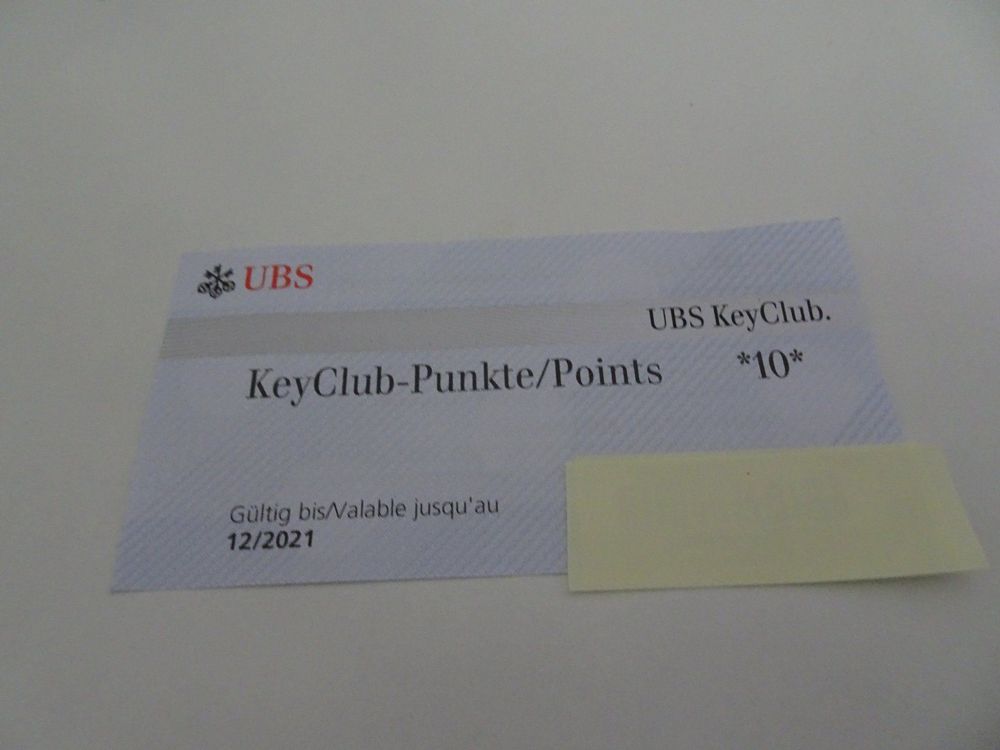 UBS
UBS KeyClub.
KeyClub-Punkte/Points *10*
Gültig bis/Valable jusqu'au
12/2021